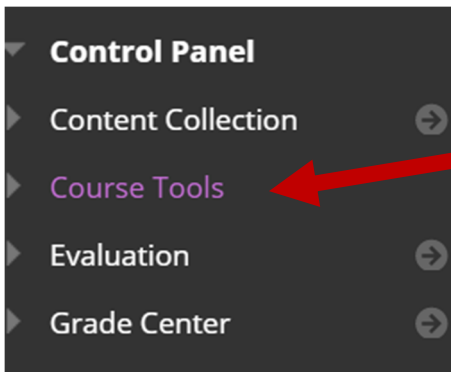 Control Panel
Content Collection
Course Tools
Evaluation
Grade Center